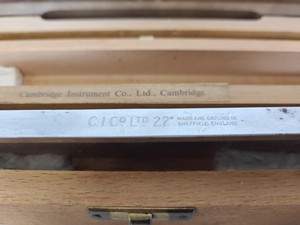 Cambridge Instrument Co., Ltd., Cambridge.
C.I.Co LTD 22" MADE AND GROUND IN
SHEFFIELD, ENGLAND